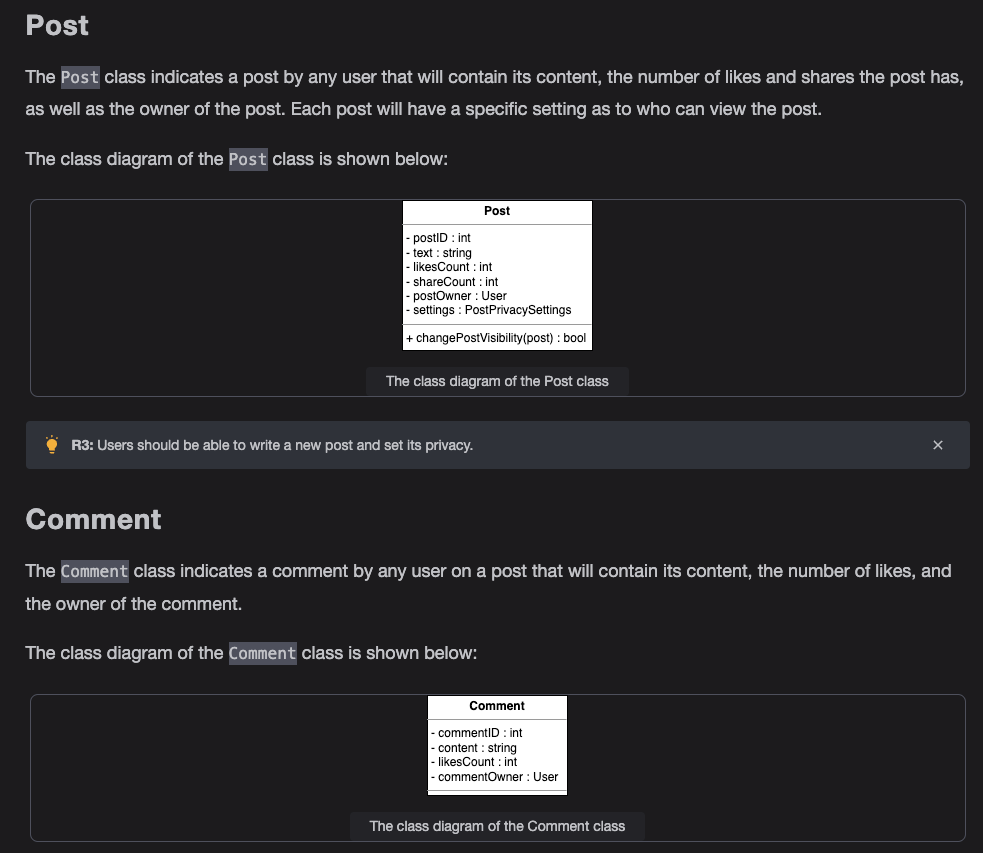 Post
The Post class indicates a post by any user that will contain its content, the number of likes and shares the post has,
as well as the owner of the post. Each post will have a specific setting as to who can view the post.
The class diagram of the Post class is shown below:
Post
- postID : int
- text : string
- likesCount : int
- shareCount : int
- postOwner : User
- settings : PostPrivacySettings
+ changePostVisibility(post) : bool
The class diagram of the Post class
R3: Users should be able to write a new post and set its privacy.
Comment
The Comment class indicates a comment by any user on a post that will contain its content, the number of likes, and
the owner of the comment.
The class diagram of the Comment class is shown below:
Comment
- commentID : int
- content : string
- likesCount : int
- commentOwner : User
The class diagram of the Comment class